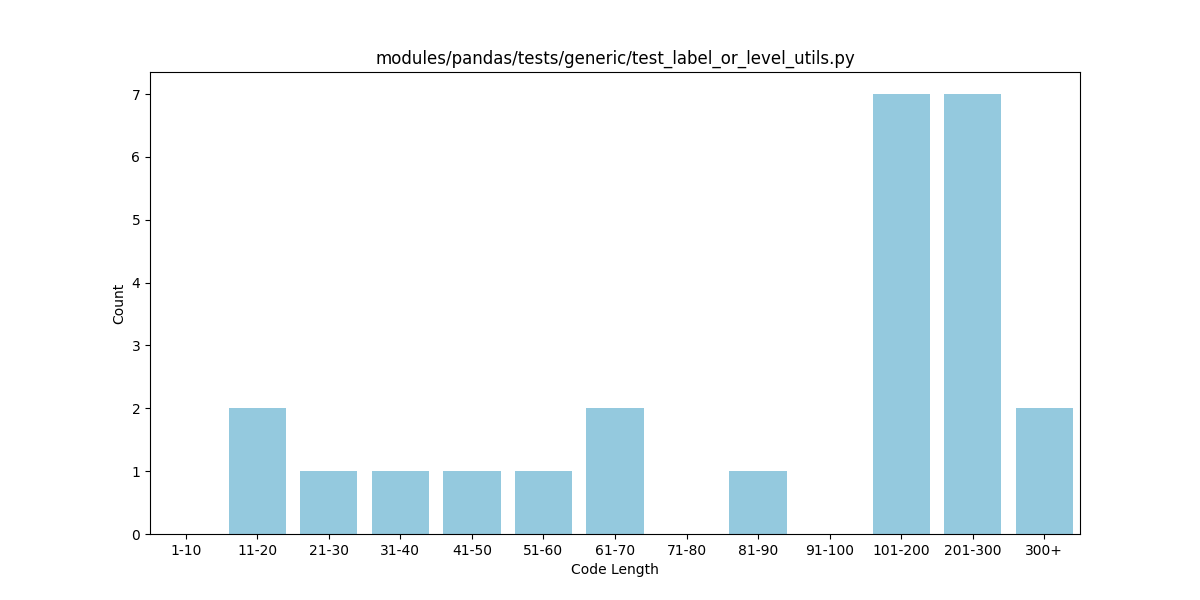 modules/pandas/tests/generic/test_label_or_level_utils.py
7
6
5
4
3
2
1
0
Count
1-10 11-20 21-30 31-40 41-50 51-60 61-70 71-80 81-90 91-100 101-200 201-300 300+
Code Length